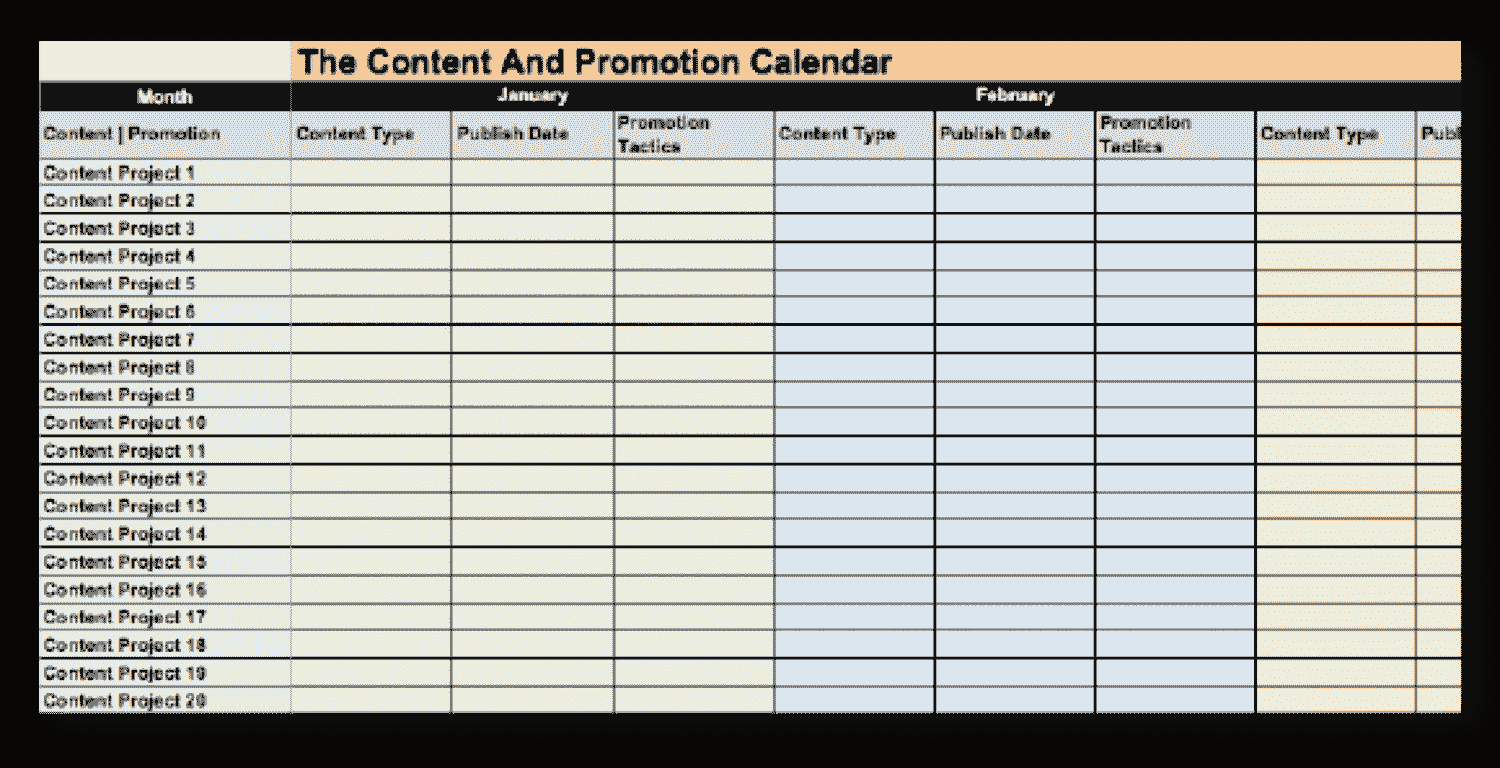 The Content And Promotion Calendar
Month January February
Content | Promotion Content Type Publish Date Promotion Tactics Content Type Publish Date Promotion Tactics Content Type Publ
Content Project 1
Content Project 2
Content Project 3
Content Project 4
Content Project 5
Content Project 6
Content Project 7
Content Project 8
Content Project 9
Content Project 10
Content Project 11
Content Project 12
Content Project 13
Content Project 14
Content Project 15
Content Project 16
Content Project 17
Content Project 18
Content Project 19
Content Project 20